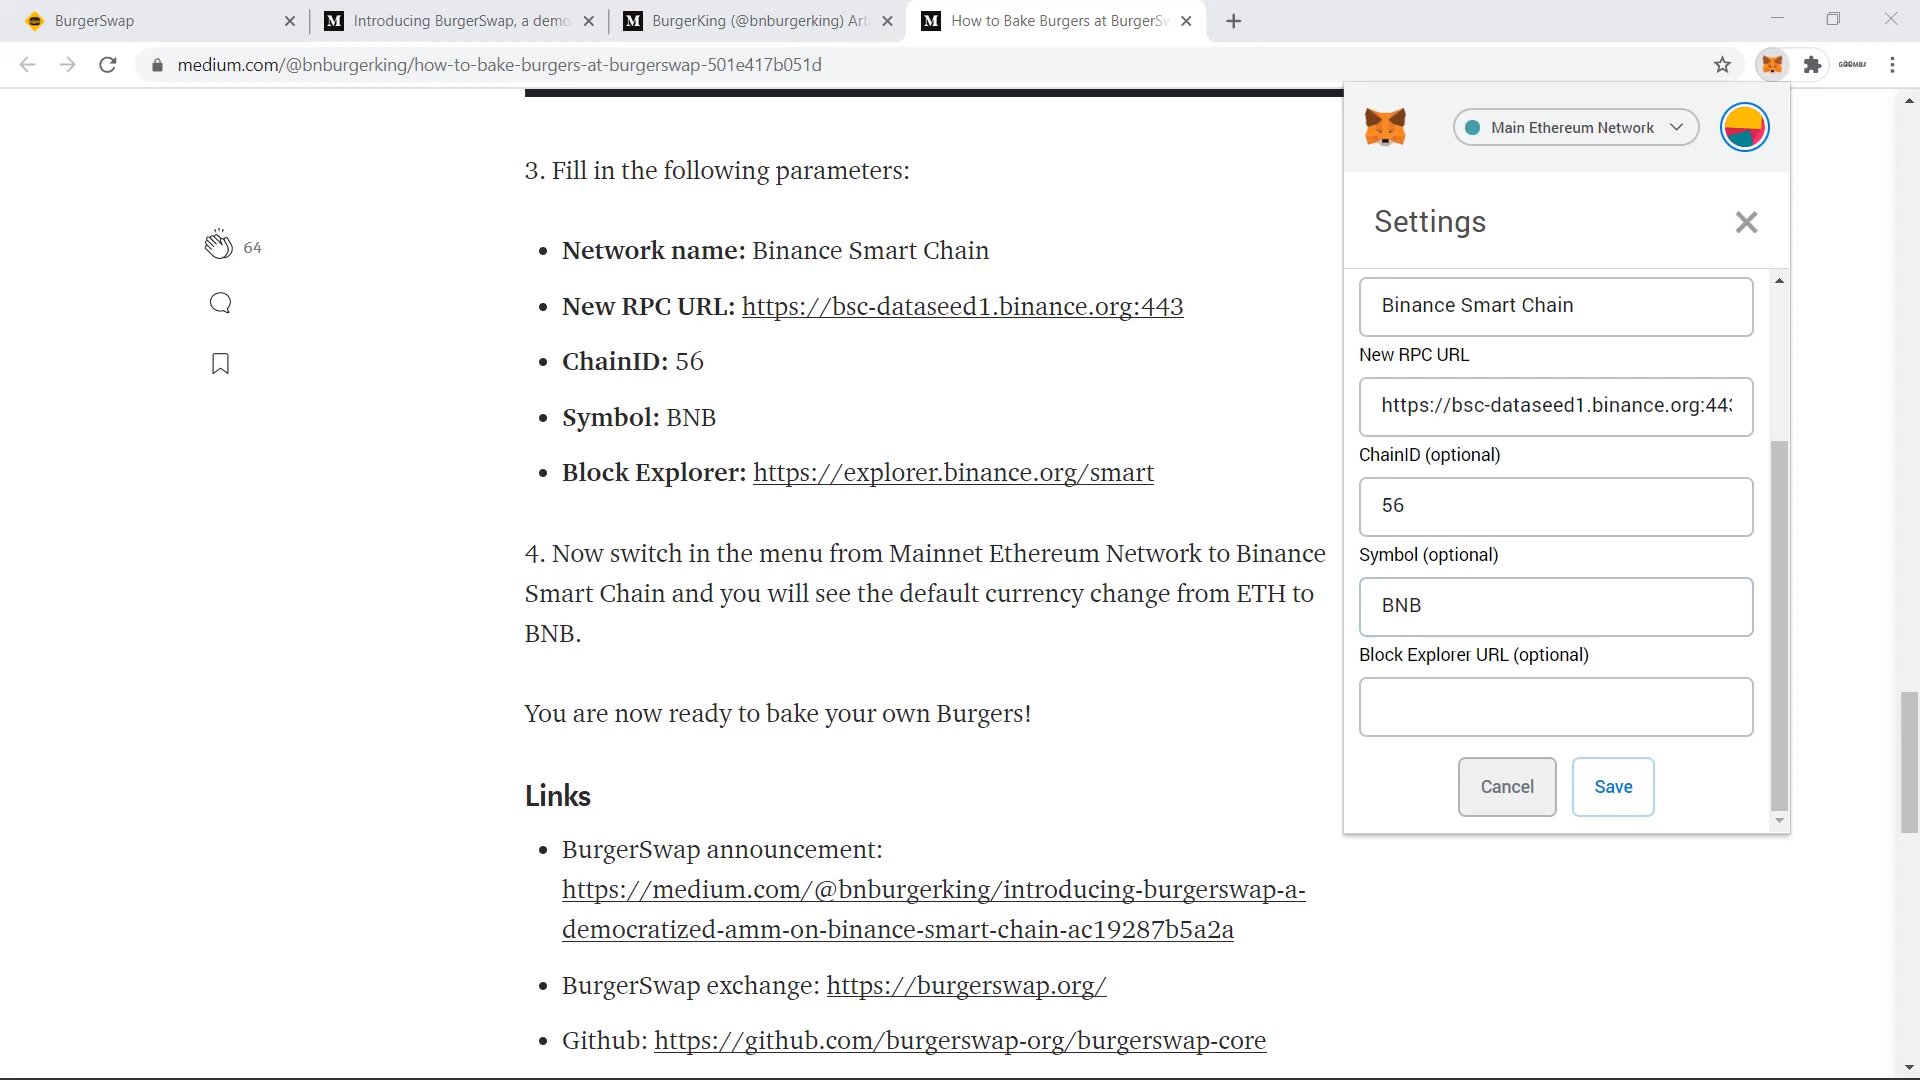 BurgerSwap
Introducing BurgerSwap, a demo
BurgerKing (@bnburgerking) Art
How to Bake Burgers at BurgerSw
medium.com/@bnburgerking/how-to-bake-burgers-at-burgerswap-501e417b051d
3. Fill in the following parameters:
64
• Network name: Binance Smart Chain
• New RPC URL: https://bsc-dataseed1.binance.org:443
• ChainID: 56
• Symbol: BNB
• Block Explorer: https://explorer.binance.org/smart
4. Now switch in the menu from Mainnet Ethereum Network to Binance
Smart Chain and you will see the default currency change from ETH to
BNB.
You are now ready to bake your own Burgers!
Links
• BurgerSwap announcement:
https://medium.com/@bnburgerking/introducing-burgerswap-a-
democratized-amm-on-binance-smart-chain-ac19287b5a2a
• BurgerSwap exchange: https://burgerswap.org/
• Github: https://github.com/burgerswap-org/burgerswap-core
Main Ethereum Network
Settings
Binance Smart Chain
New RPC URL
https://bsc-dataseed1.binance.org:443
ChainID (optional)
56
Symbol (optional)
BNB
Block Explorer URL (optional)
Cancel
Save